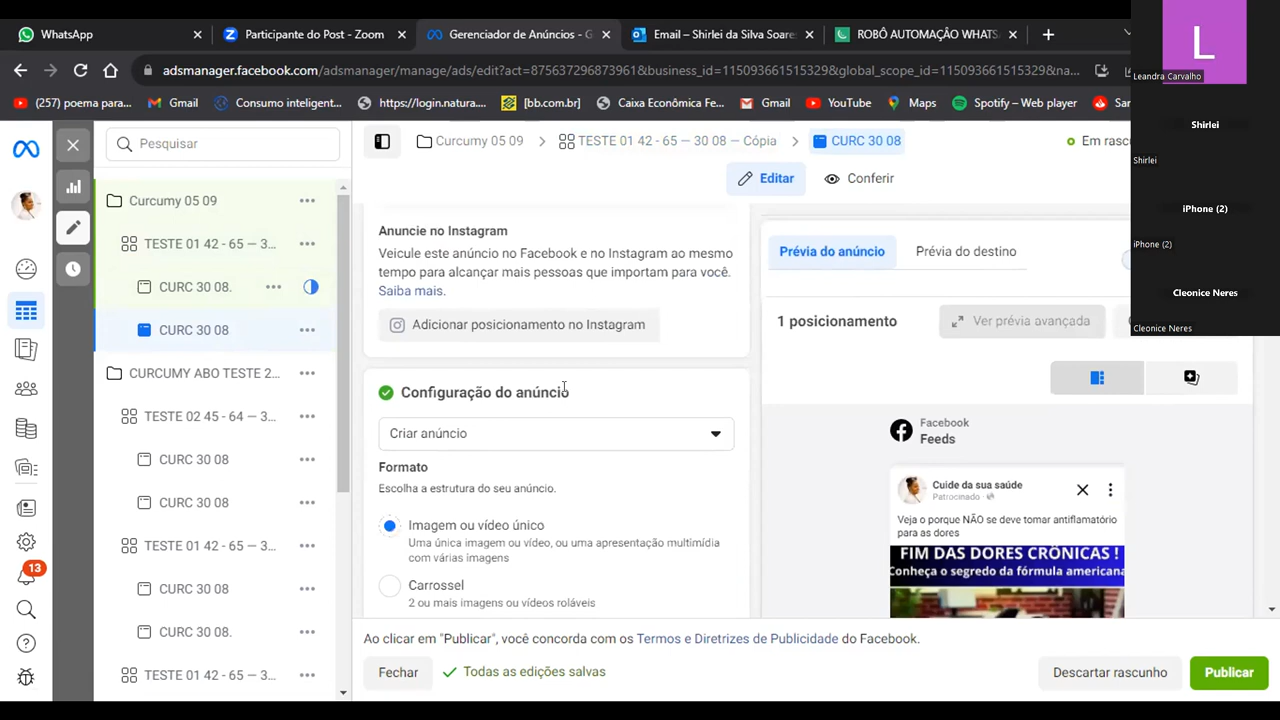 WhatsApp
Participante do Post - Zoom
Gerenciador de Anúncios - G
Email – Shirlei da Silva Soares
ROBÔ AUTOMAÇÂO WHATS
adsmanager.facebook.com/adsmanager/manage/ads/edit?act=875637296873961&business_id=115093661515329&global_scope_id=115093661515329&na...
(257) poema para...
Gmail
Consumo inteligent...
https://login.natura....
[bb.com.br]
Caixa Econômica Fe...
Gmail
YouTube
Maps
Spotify – Web player
San
L
Leandra Carvalho
Shirlei
Shirlei
iPhone (2)
iPhone (2)
Cleonice Neres
Cleonice Neres
Pesquisar
Curcumy 05 09
TESTE 01 42 - 65 — 3...
CURC 30 08.
CURC 30 08
CURCUMY ABO TESTE 2...
TESTE 02 45 - 64 — 3...
CURC 30 08
CURC 30 08
TESTE 01 42 - 65 — 3...
CURC 30 08
CURC 30 08.
TESTE 01 42 - 65 — 3...
13
Curcumy 05 09
TESTE 01 42 - 65 — 30 08 — Cópia
CURC 30 08
Em rasc
Editar
Conferir
Anuncie no Instagram
Veicule este anúncio no Facebook e no Instagram ao mesmo
tempo para alcançar mais pessoas que importam para você.
Saiba mais.
Adicionar posicionamento no Instagram
Configuração do anúncio
Criar anúncio
Formato
Escolha a estrutura do seu anúncio.
Imagem ou vídeo único
Uma única imagem ou vídeo, ou uma apresentação multimídia
com várias imagens
Carrossel
2 ou mais imagens ou vídeos roláveis
Prévia do anúncio
Prévia do destino
1 posicionamento
Ver prévia avançada
Facebook
Feeds
Cuide da sua saúde
Patrocinado
Veja o porque NÃO se deve tomar antiflamatório
para as dores
FIM DAS DORES CRÔNICAS !
Conheça o segredo da fórmula americana
Ao clicar em "Publicar", você concorda com os Termos e Diretrizes de Publicidade do Facebook.
Fechar
Todas as edições salvas
Descartar rascunho
Publicar